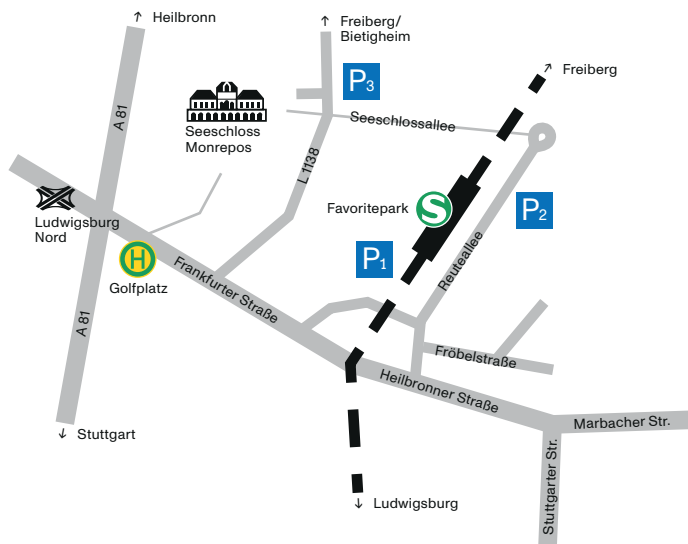 Heilbronn
Freiberg/
Bietigheim
Freiberg
A 81
P3
Seeschlossallee
Seeschloss
Monrepos
L 1138
Favoritepark
S
P2
Ludwigsburg
Nord
H
Golfplatz
P1
Reuteallee
Frankfurter Straße
A 81
Fröbelstraße
Heilbronner Straße
Stuttgart
Marbacher Str.
Stuttgarter Str.
Ludwigsburg